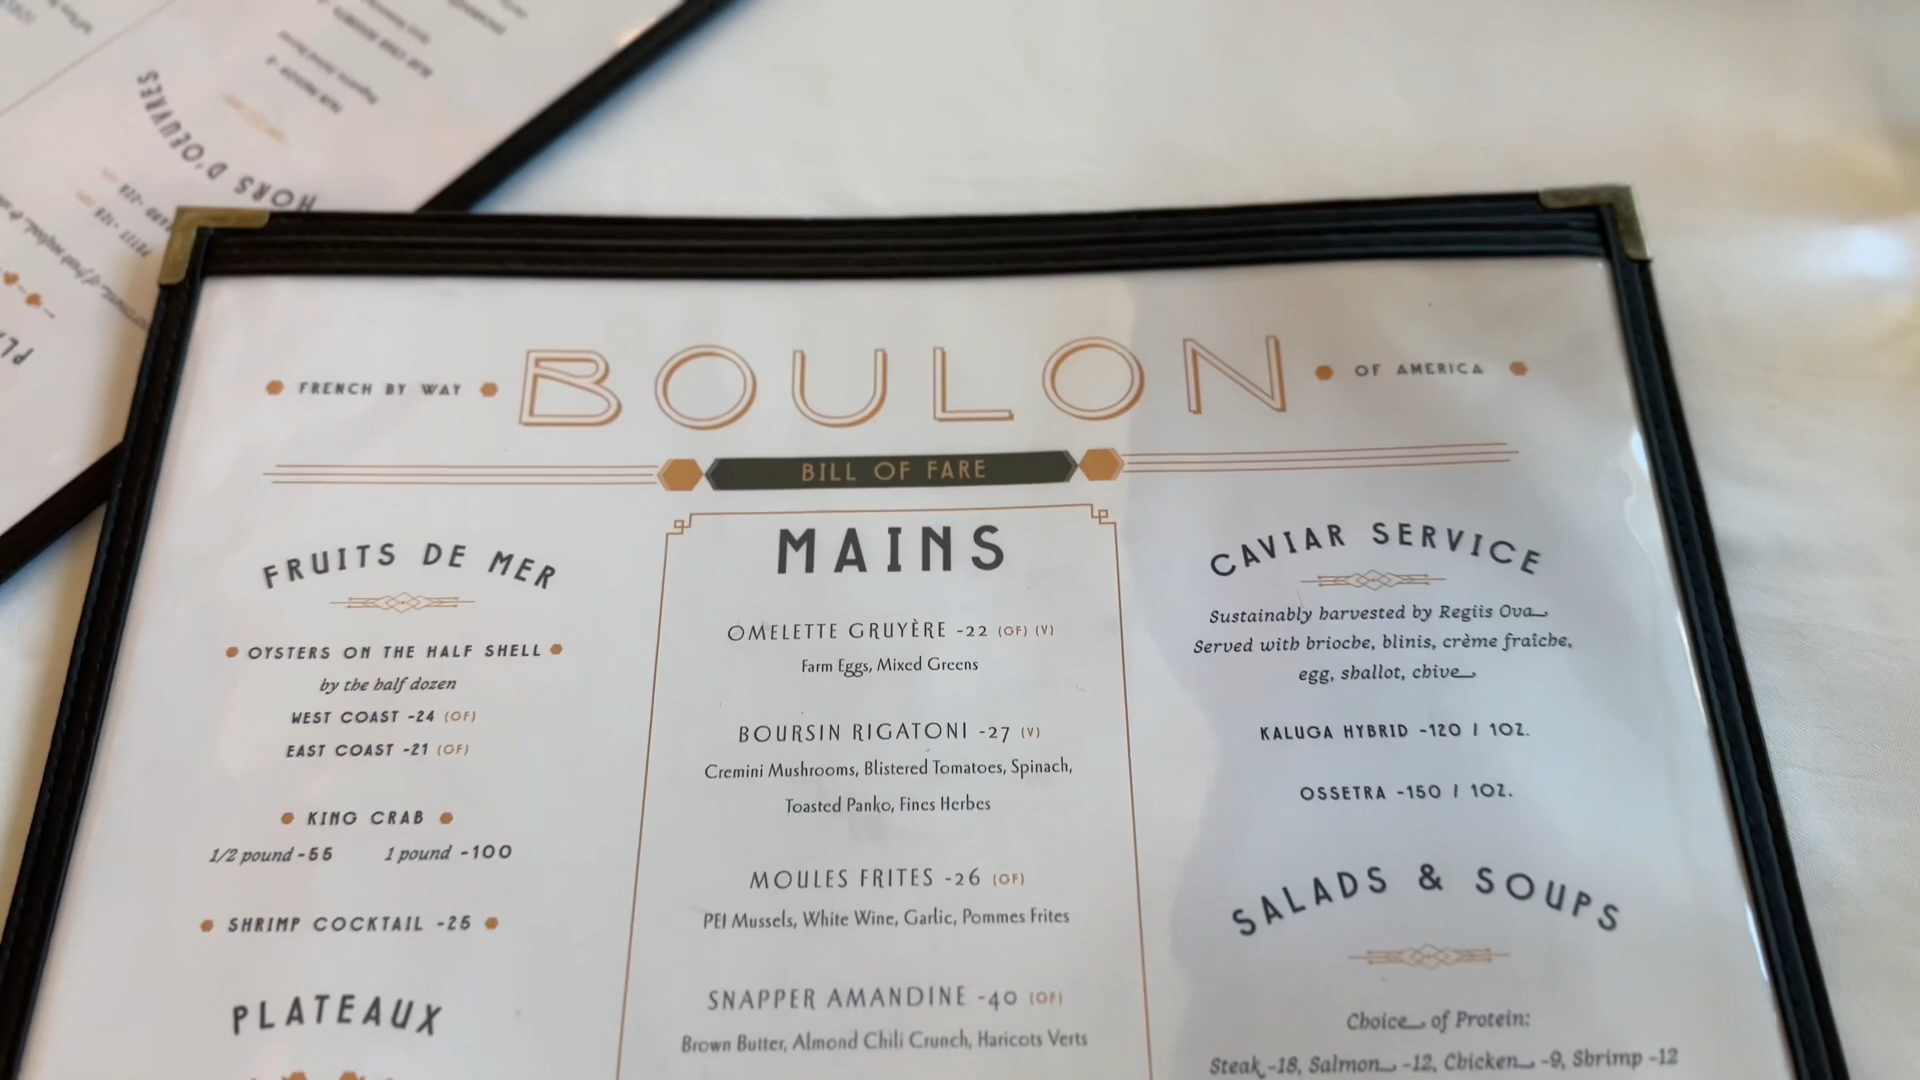 HORS D'OEUVRES
FRENCH BY WAY BOULON OF AMERICA
BILL OF FARE
FRUITS DE MER
OYSTERS ON THE HALF SHELL
by the half dozen
WEST COAST -24 (GF)
EAST COAST -21 (GF)
KING CRAB
1/2 pound -55 1 pound -100
SHRIMP COCKTAIL -25
PLATEAUX
MAINS
OMELETTE GRUYÈRE -22 (GF) (V)
Farm Eggs, Mixed Greens
BOURSIN RIGATONI -27 (V)
Cremini Mushrooms, Blistered Tomatoes, Spinach,
Toasted Panko, Fines Herbes
MOULES FRITES -26 (GF)
PEI Mussels, White Wine, Garlic, Pommes Frites
SNAPPER AMANDINE -40 (GF)
Brown Butter, Almond Chili Crunch, Haricots Verts
CAVIAR SERVICE
Sustainably harvested by Regiis Ova
Served with brioche, blinis, crème fraîche,
egg, shallot, chive
KALUGA HYBRID -120 / 1OZ.
OSSETRA -150 / 1OZ.
SALADS & SOUPS
Choice of Protein:
Steak -18, Salmon -12, Chicken -9, Shrimp -12